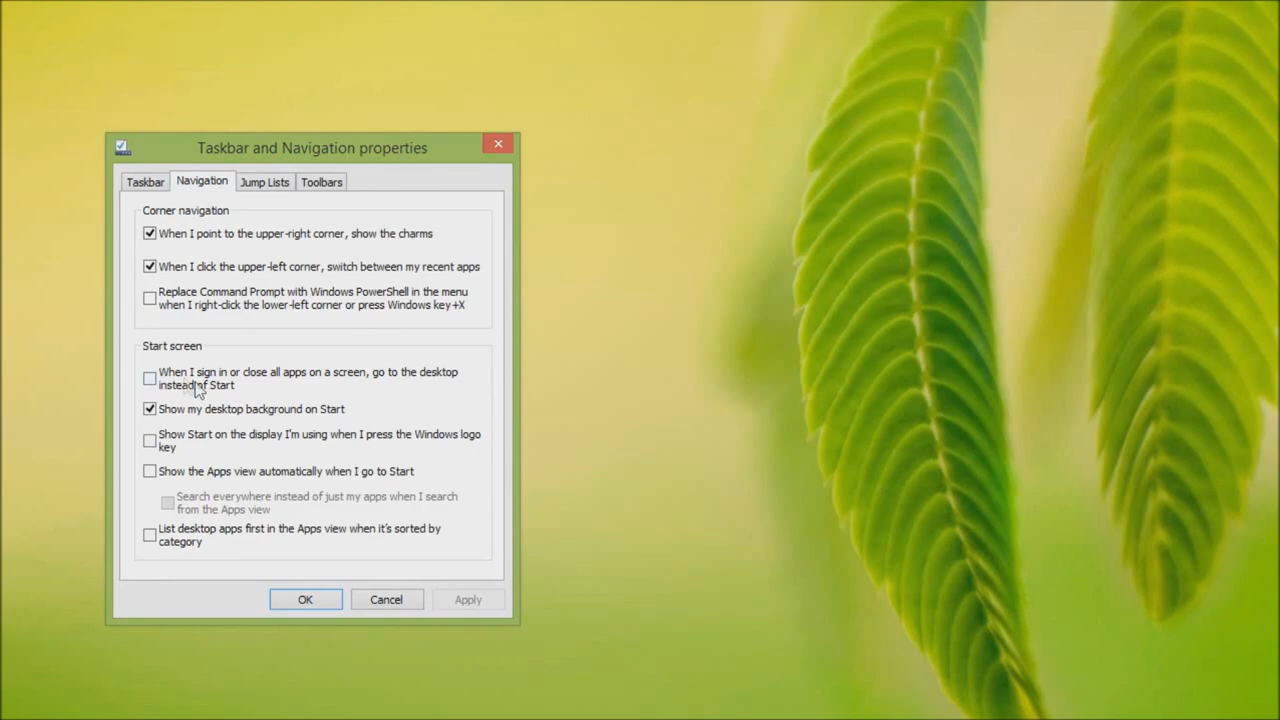 Taskbar and Navigation properties
Taskbar
Navigation
Jump Lists
Toolbars
Corner navigation
When I point to the upper-right corner, show the charms
When I click the upper-left corner, switch between my recent apps
Replace Command Prompt with Windows PowerShell in the menu
when I right-click the lower-left corner or press Windows key+X
Start screen
When I sign in or close all apps on a screen, go to the desktop
instead of Start
Show my desktop background on Start
Show Start on the display I'm using when I press the Windows logo
key
Show the Apps view automatically when I go to Start
Search everywhere instead of just my apps when I search
from the Apps view
List desktop apps first in the Apps view when it's sorted by
category
OK
Cancel
Apply